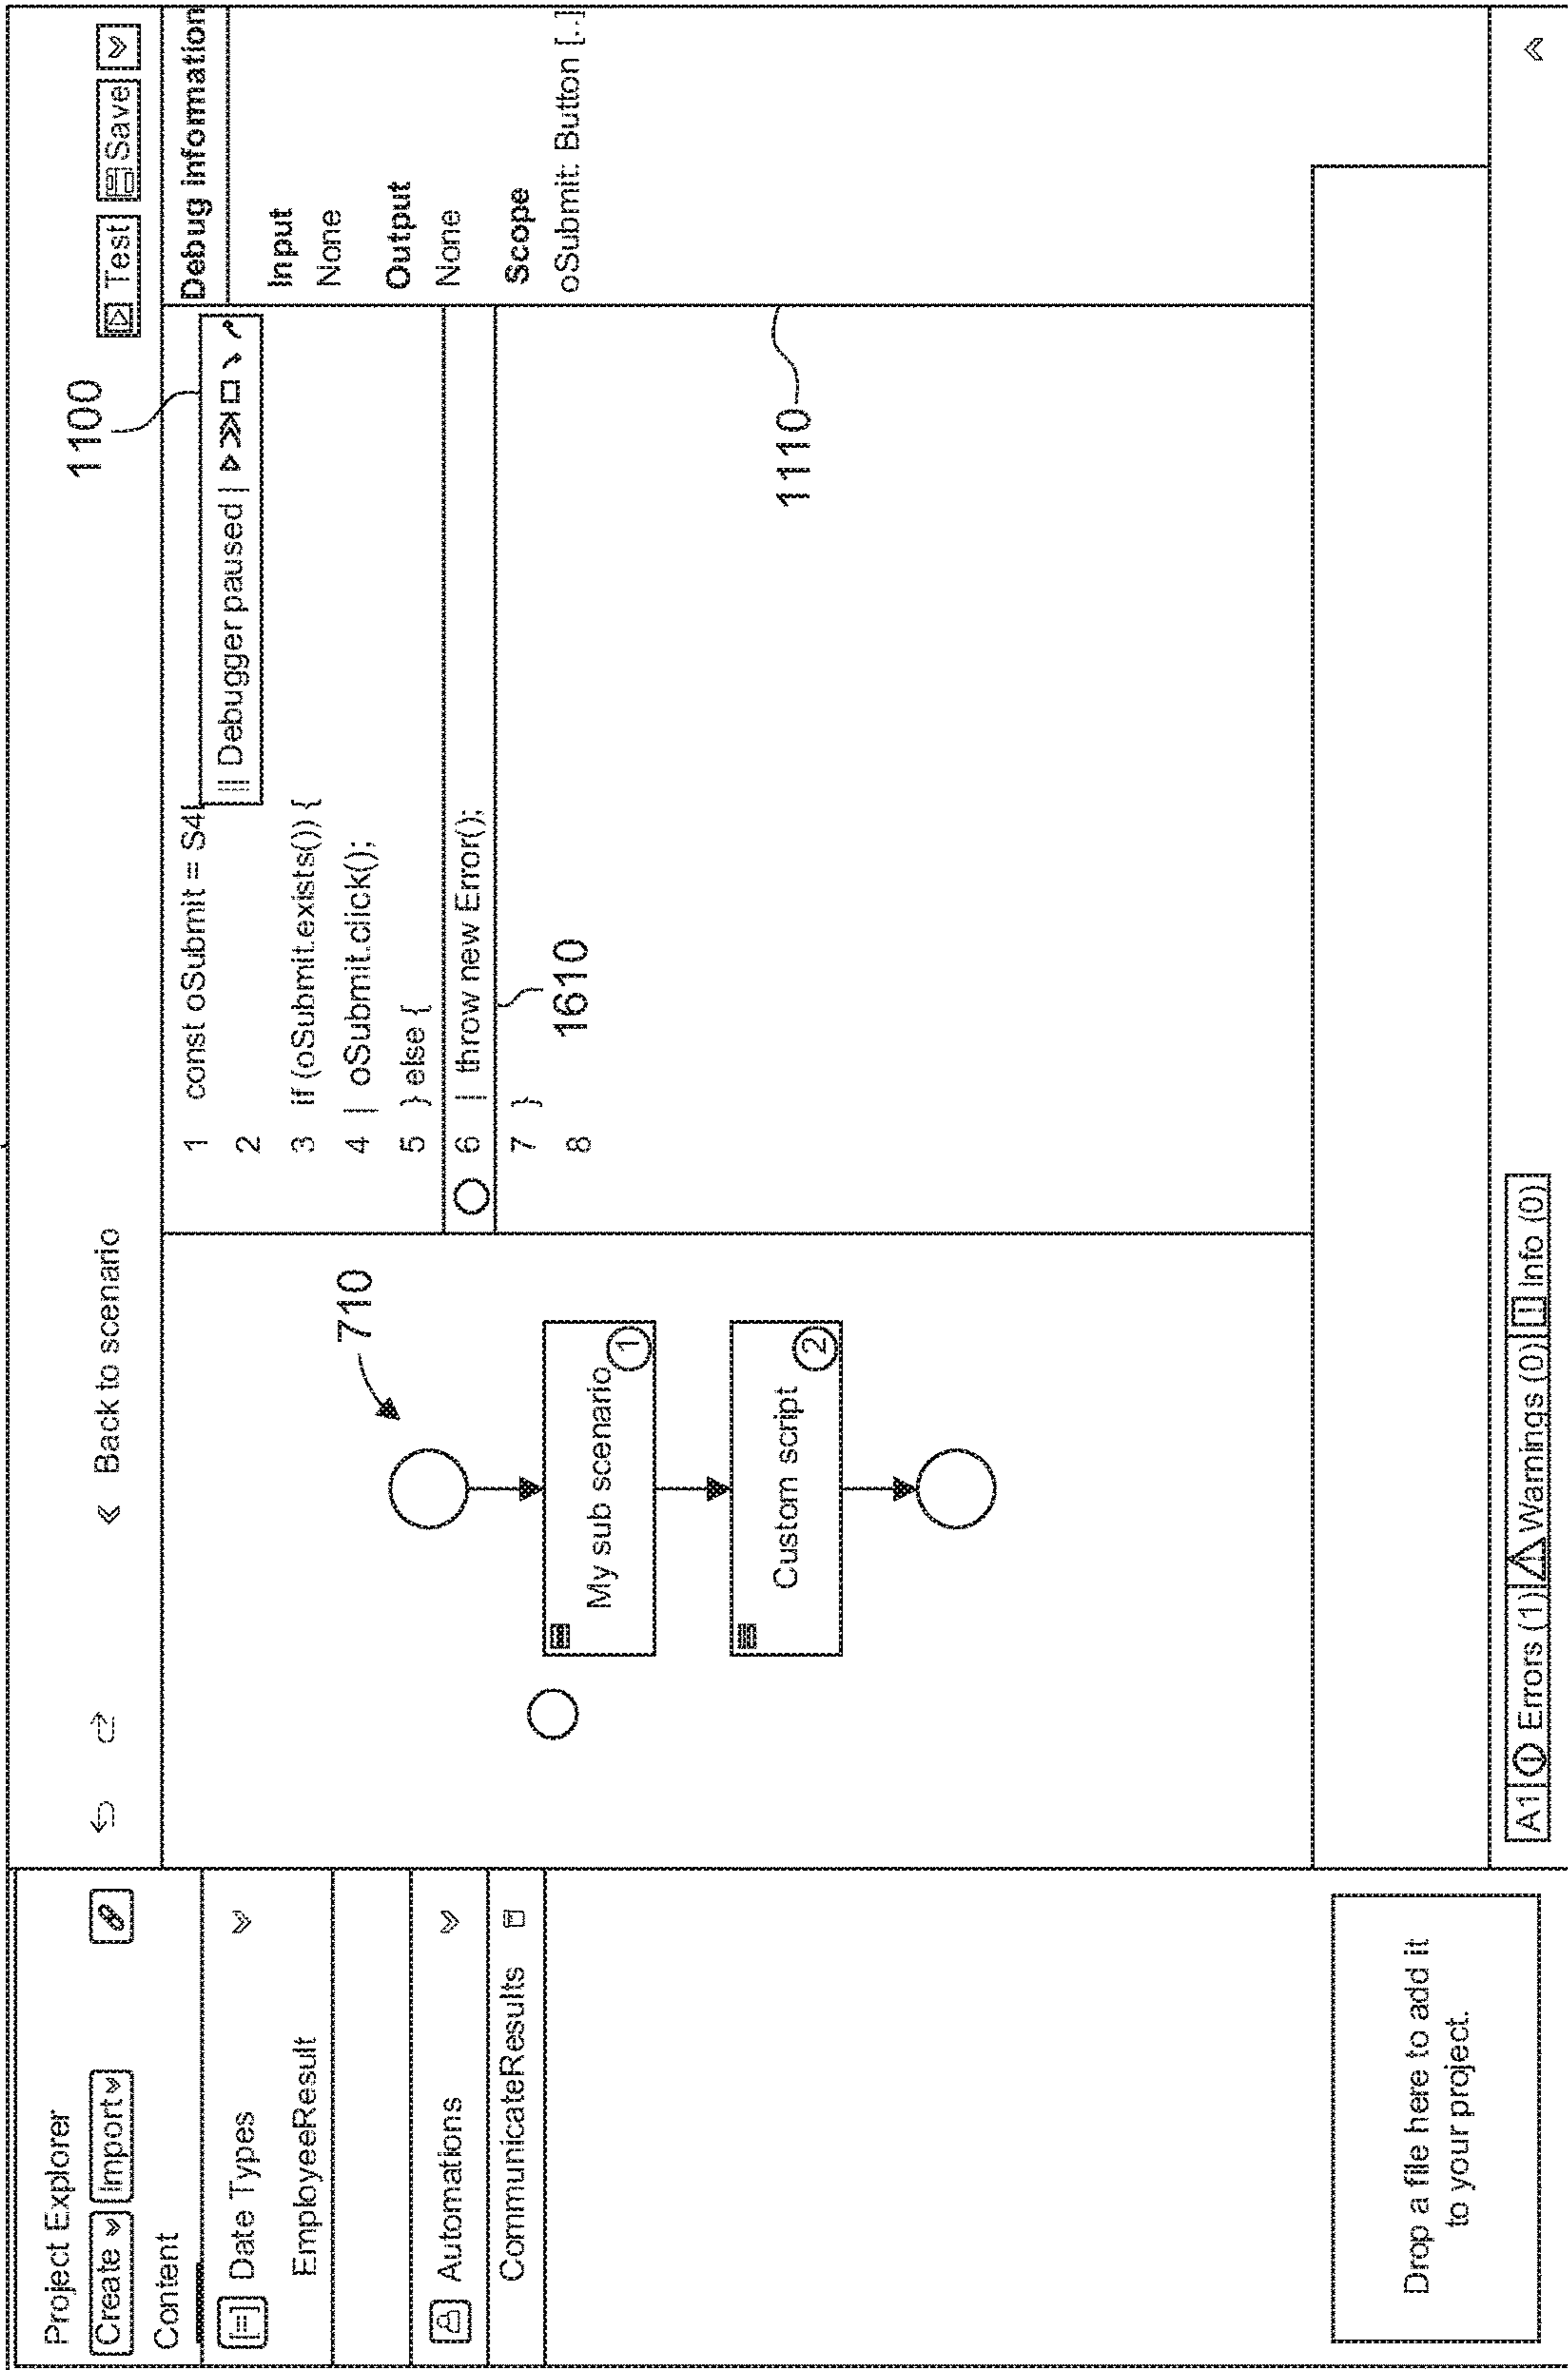 Project Explorer
Create Import
Content
[=] Date Types
EmployeeResult
Automations
CommunicateResults
Drop a file here to add it
to your project.
Back to scenario
1100
Test Save
710
My sub scenario 1
Custom script 2
1 const oSubmit = S4
Debugger paused |
2
3 if (oSubmit.exists()) {
4 | oSubmit.click();
5 } else {
6 | throw new Error();
7 }
1610
8
1110
Debug information
Input
None
Output
None
Scope
oSubmit: Button [..]
A1 Errors (1) Warnings (0) Info (0)